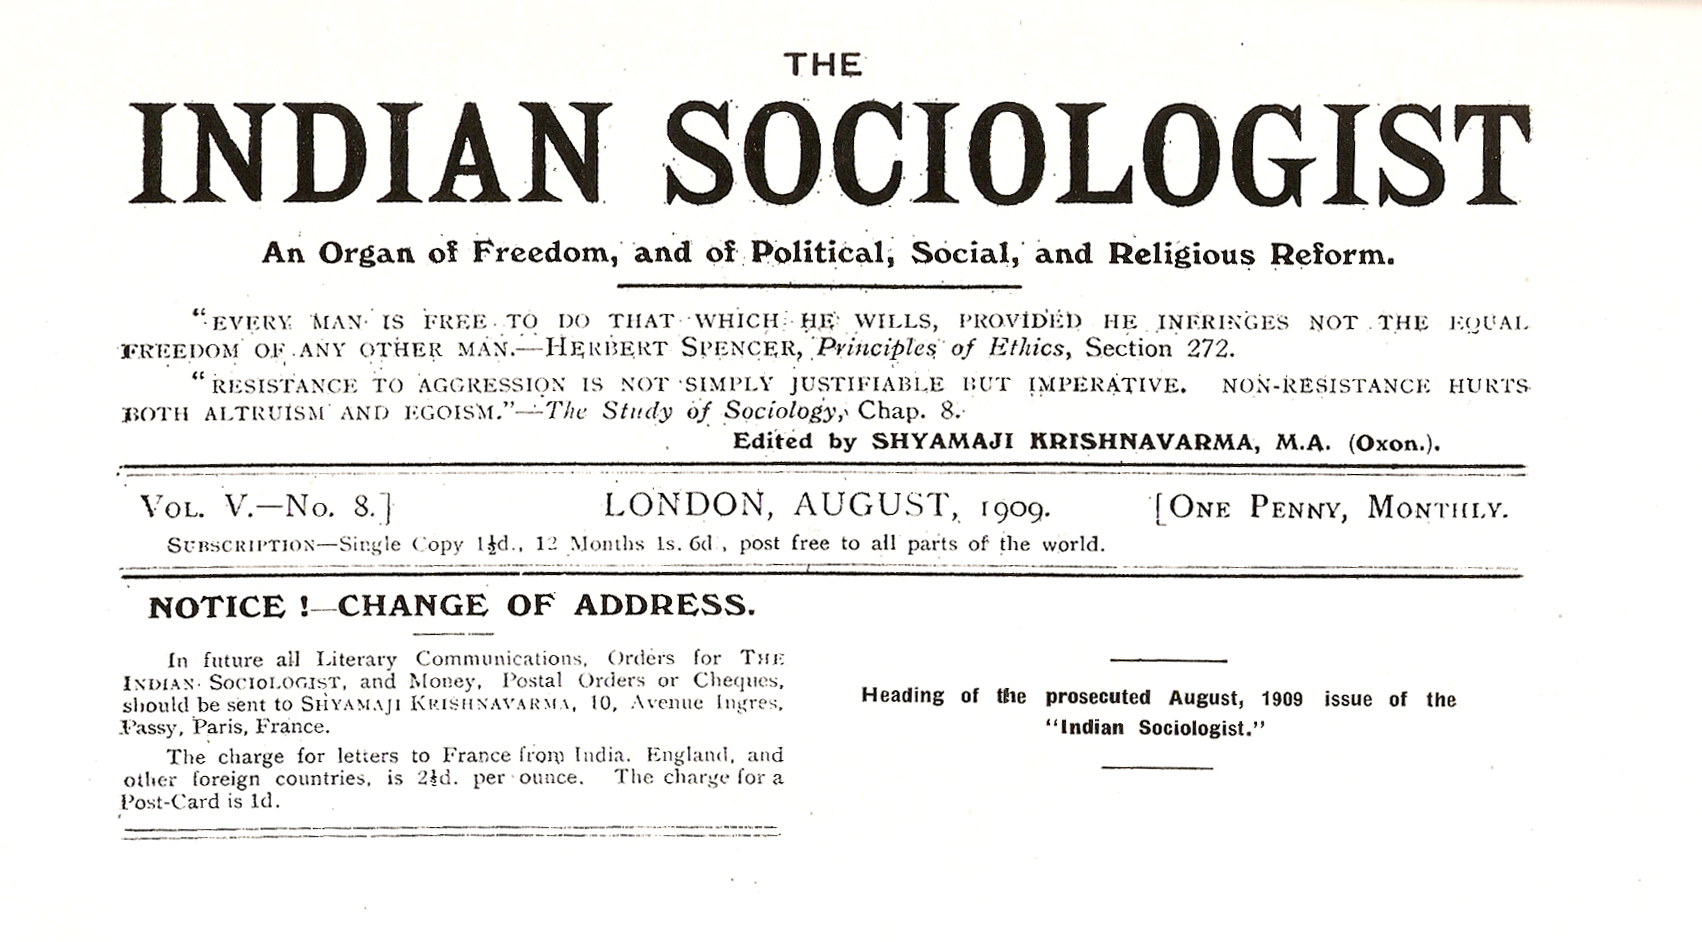 THE
INDIAN SOCIOLOGIST
An Organ of Freedom, and of Political, Social, and Religious Reform.
"EVERY MAN IS FREE TO DO THAT WHICH HE WILLS, PROVIDED HE INFRINGES NOT THE EQUAL
FREEDOM OF ANY OTHER MAN.—HERBERT SPENCER, Principles of Ethics, Section 272.
"RESISTANCE TO AGGRESSION IS NOT SIMPLY JUSTIFIABLE BUT IMPERATIVE. NON-RESISTANCE HURTS
BOTH ALTRUISM AND EGOISM."—The Study of Sociology, Chap. 8.
Edited by SHYAMAJI KRISHNAVARMA, M.A. (Oxon.).
VOL. V.—No. 8.] LONDON, AUGUST, 1909. [ONE PENNY, MONTHLY.
SUBSCRIPTION—Single Copy 1½d., 12 Months 1s. 6d., post free to all parts of the world.
NOTICE!—CHANGE OF ADDRESS.
In future all Literary Communications, Orders for THE
INDIAN SOCIOLOGIST, and Money, Postal Orders or Cheques,
should be sent to SHYAMAJI KRISHNAVARMA, 10, Avenue Ingres,
Passy, Paris, France.
The charge for letters to France from India, England, and
other foreign countries, is 2½d. per ounce. The charge for a
Post-Card is 1d.
Heading of the prosecuted August, 1909 issue of the
"Indian Sociologist."